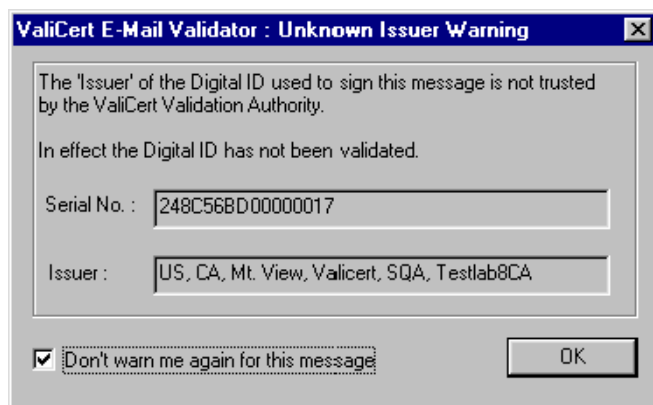 ValiCert E-Mail Validator : Unknown Issuer Warning
The 'Issuer' of the Digital ID used to sign this message is not trusted
by the ValiCert Validation Authority.
In effect the Digital ID has not been validated.
Serial No. : 248C56BD00000017
Issuer : US, CA, Mt. View, Valicert, SQA, Testlab8CA
Don't warn me again for this message
OK